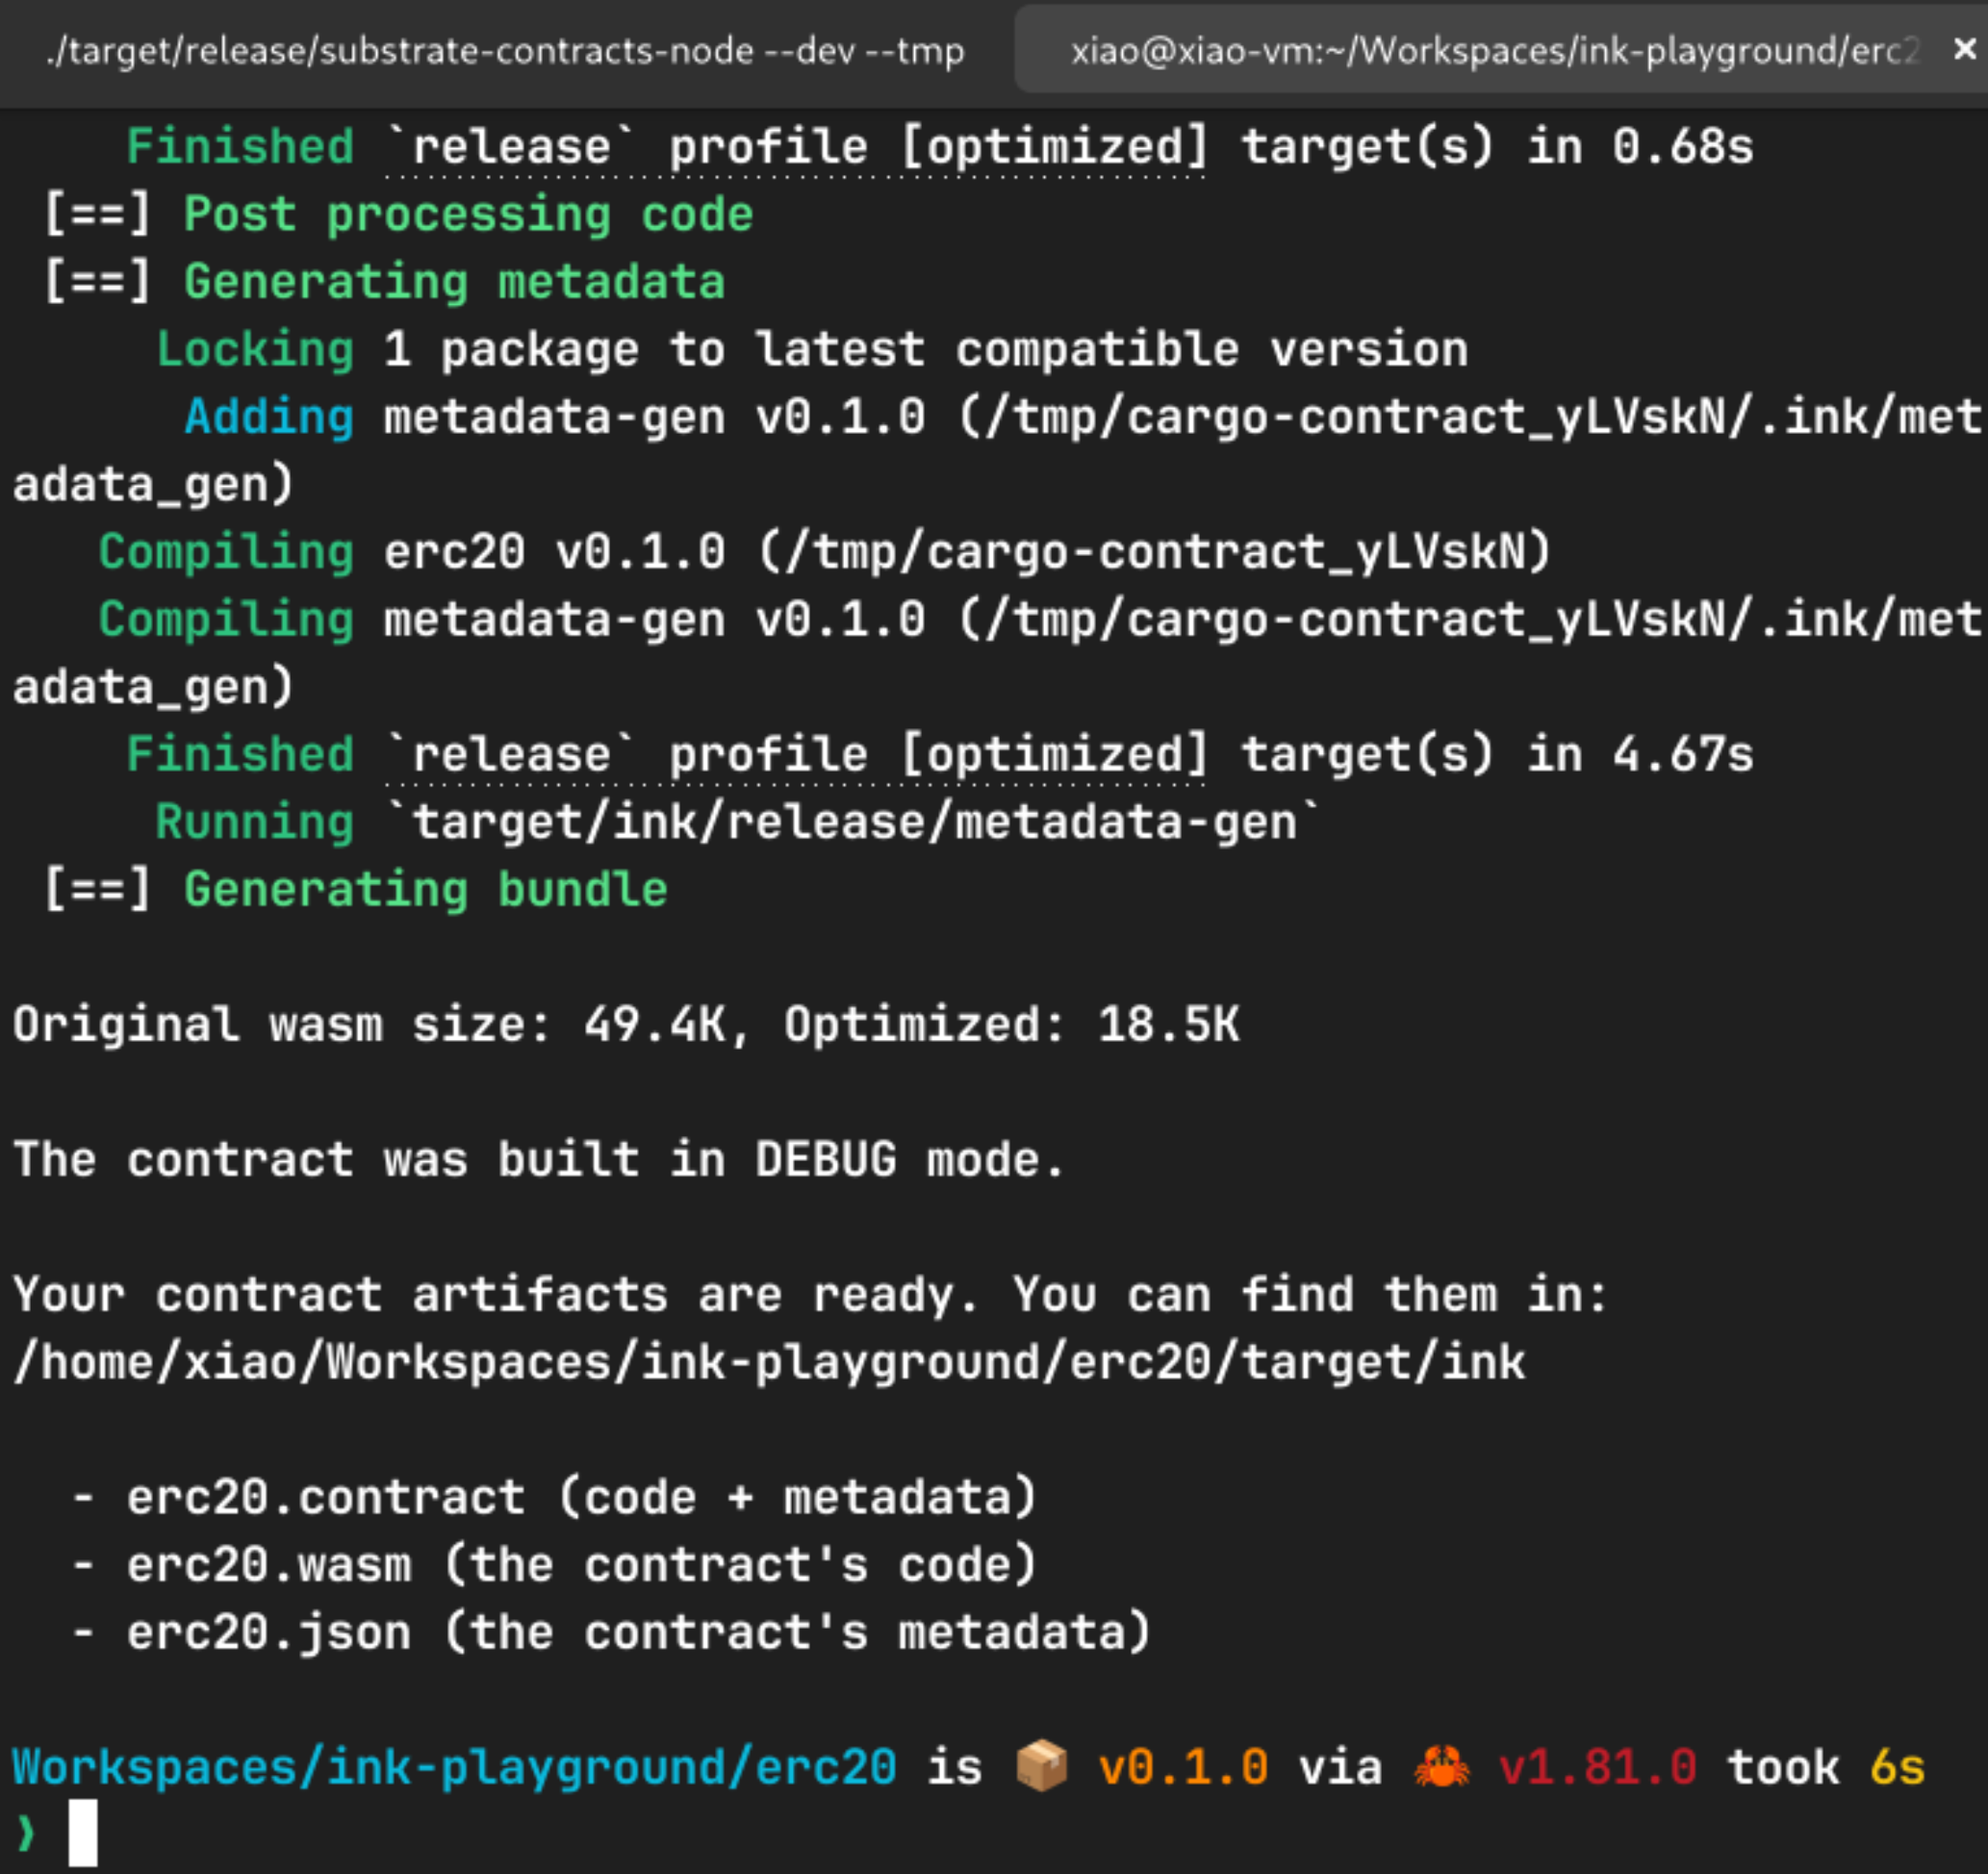 ./target/release/substrate-contracts-node --dev --tmp
xiao@xiao-vm:~/Workspaces/ink-playground/erc2
Finished `release` profile [optimized] target(s) in 0.68s
[==] Post processing code
[==] Generating metadata
Locking 1 package to latest compatible version
Adding metadata-gen v0.1.0 (/tmp/cargo-contract_yLVskN/.ink/met
adata_gen)
Compiling erc20 v0.1.0 (/tmp/cargo-contract_yLVskN)
Compiling metadata-gen v0.1.0 (/tmp/cargo-contract_yLVskN/.ink/met
adata_gen)
Finished `release` profile [optimized] target(s) in 4.67s
Running `target/ink/release/metadata-gen`
[==] Generating bundle
Original wasm size: 49.4K, Optimized: 18.5K
The contract was built in DEBUG mode.
Your contract artifacts are ready. You can find them in:
/home/xiao/Workspaces/ink-playground/erc20/target/ink
- erc20.contract (code + metadata)
- erc20.wasm (the contract's code)
- erc20.json (the contract's metadata)
Workspaces/ink-playground/erc20 is 📦 v0.1.0 via 🦀 v1.81.0 took 6s
❯